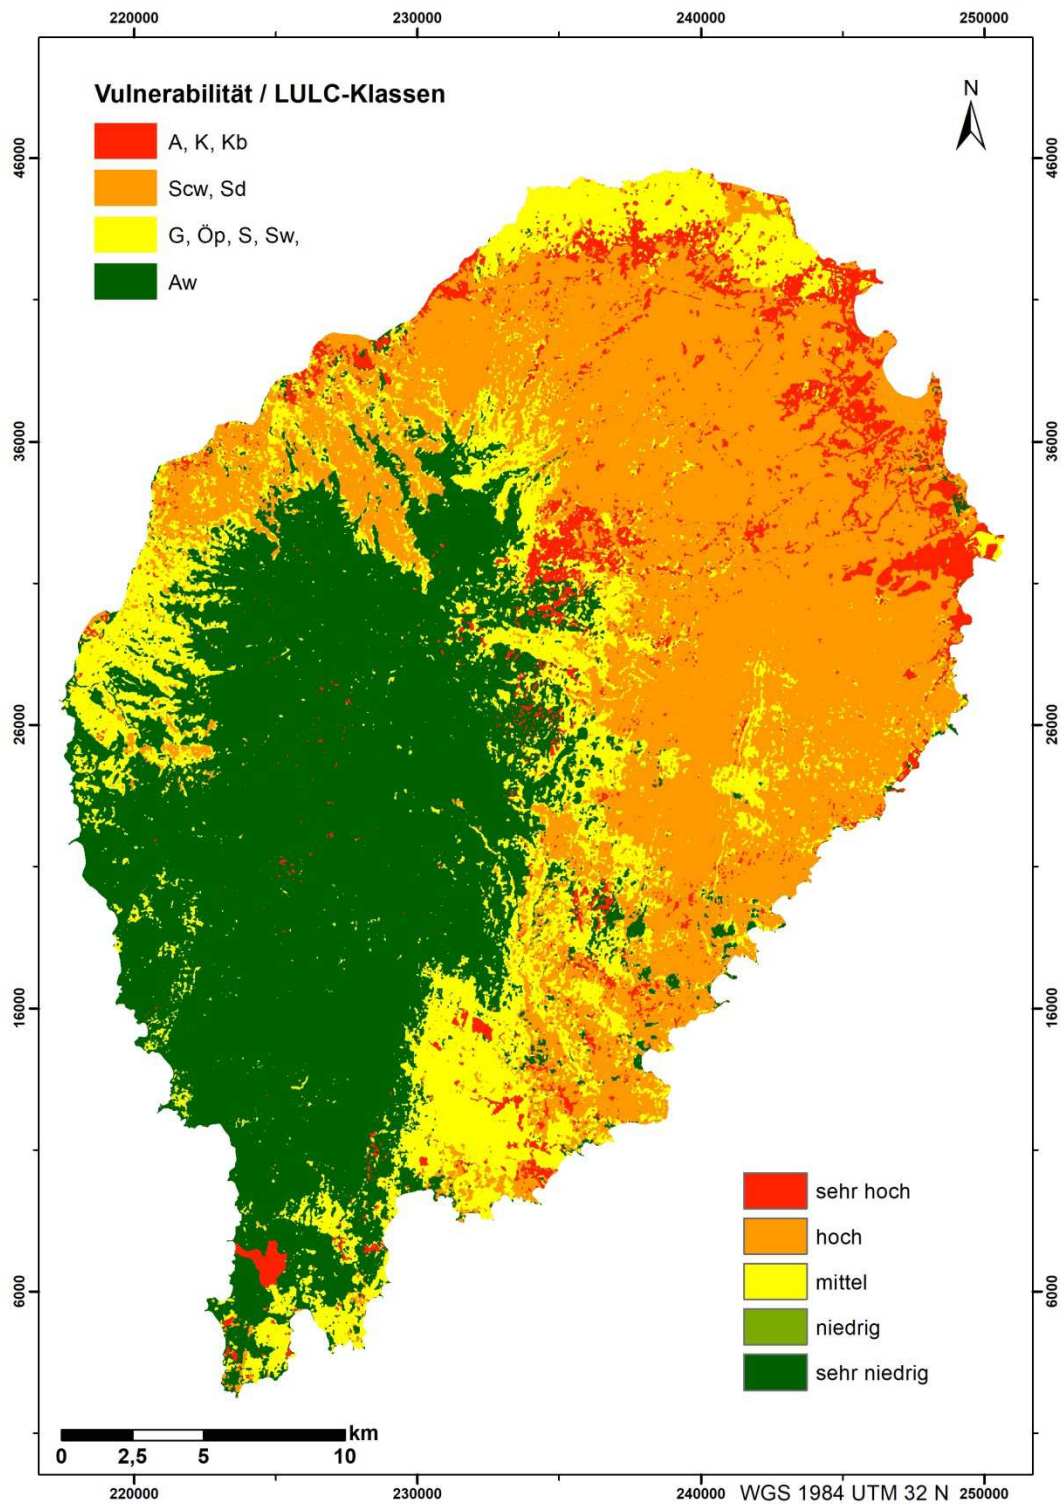 220000 230000 240000 250000
Vulnerabilität / LULC-Klassen
N
A, K, Kb
46000 46000
Scw, Sd
G, Öp, S, Sw,
Aw
36000 36000
26000 26000
16000 16000
sehr hoch
hoch
6000 6000
mittel
niedrig
sehr niedrig
km
0 2,5 5 10
220000 230000 240000 250000
WGS 1984 UTM 32 N